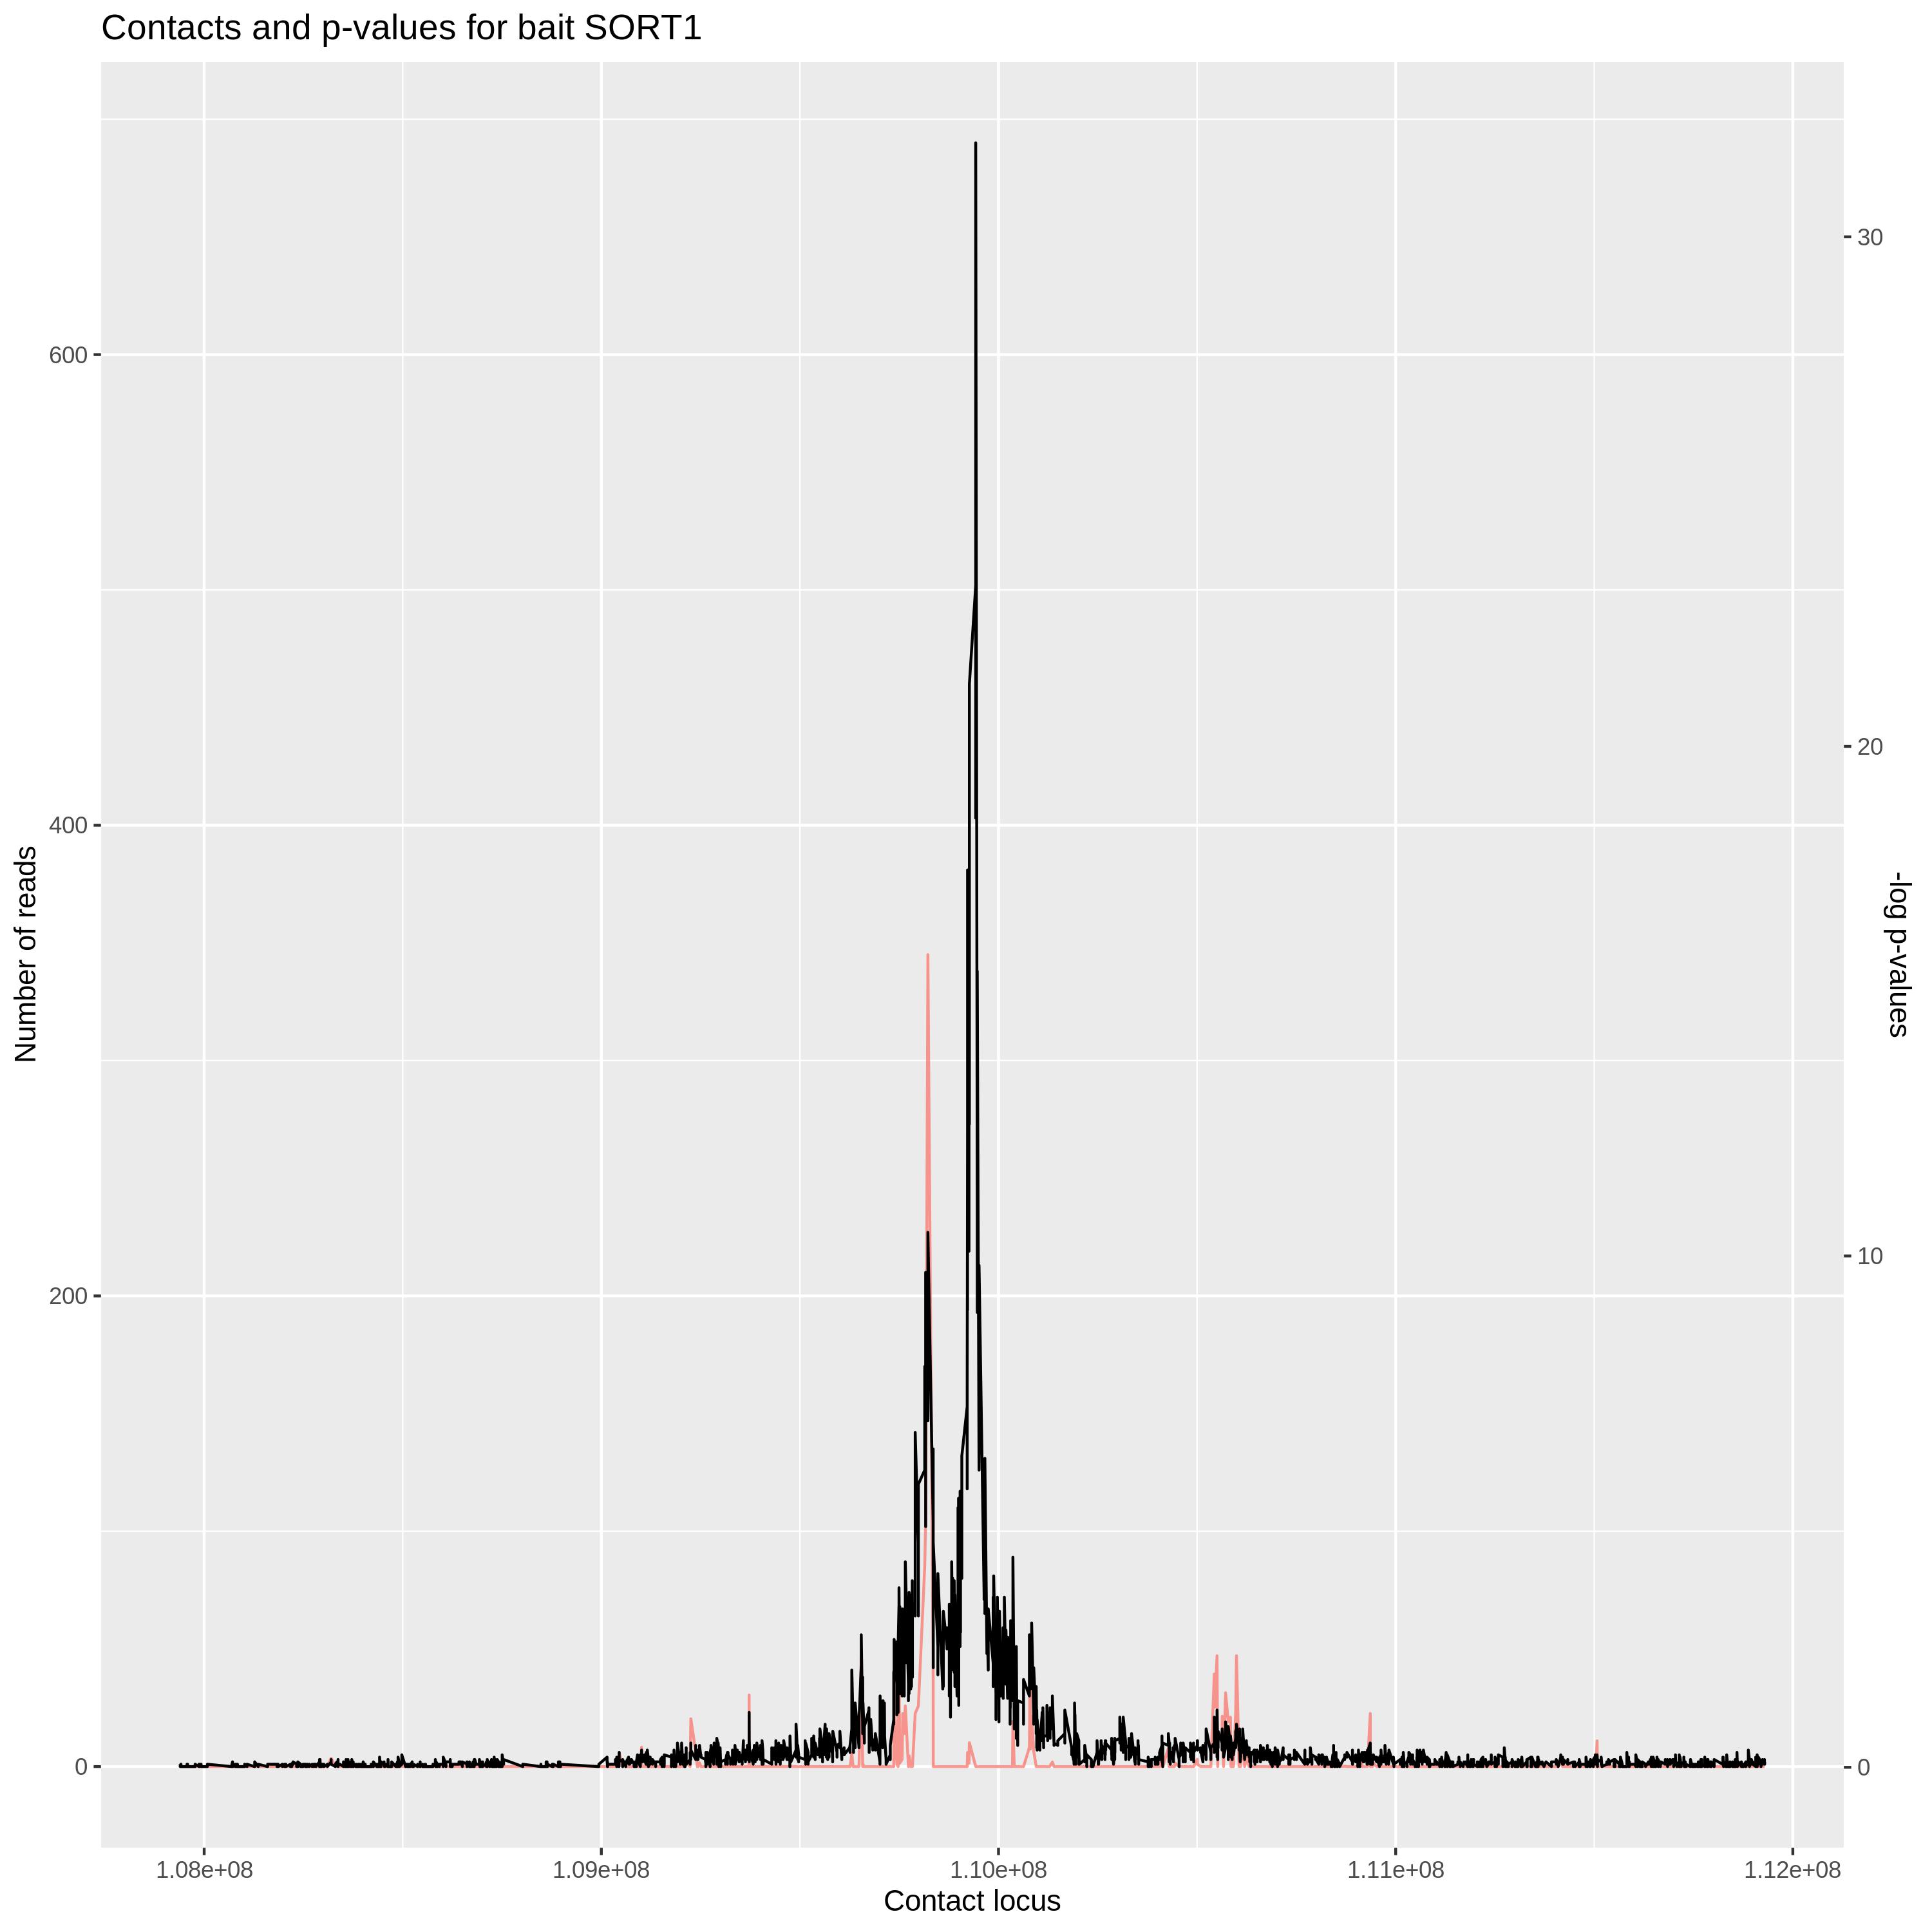 Contacts and p-values for bait SORT1
Number of reads
600
400
200
0
30
20
10
0
-log p-values
1.08e+08
1.09e+08
1.10e+08
1.11e+08
1.12e+08
Contact locus